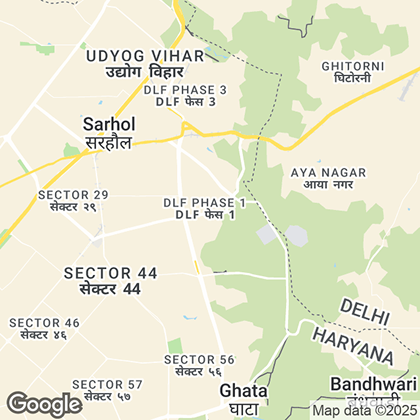 UDYOG VIHAR
उद्योग विहार
GHITORNI
घिटोरनी
DLF PHASE 3
DLF फेस 3
Sarhol
सरहौल
AYA NAGAR
आया नगर
SECTOR 29
सेक्टर २९
DLF PHASE 1
DLF फेस 1
SECTOR 44
सेक्टर 44
DELHI
HARYANA
SECTOR 46
सेक्टर ४६
SECTOR 56
सेक्टर ५६
SECTOR 57
सेक्टर ५७
Ghata
घाटा
Bandhwari
Google
Map data ©2025